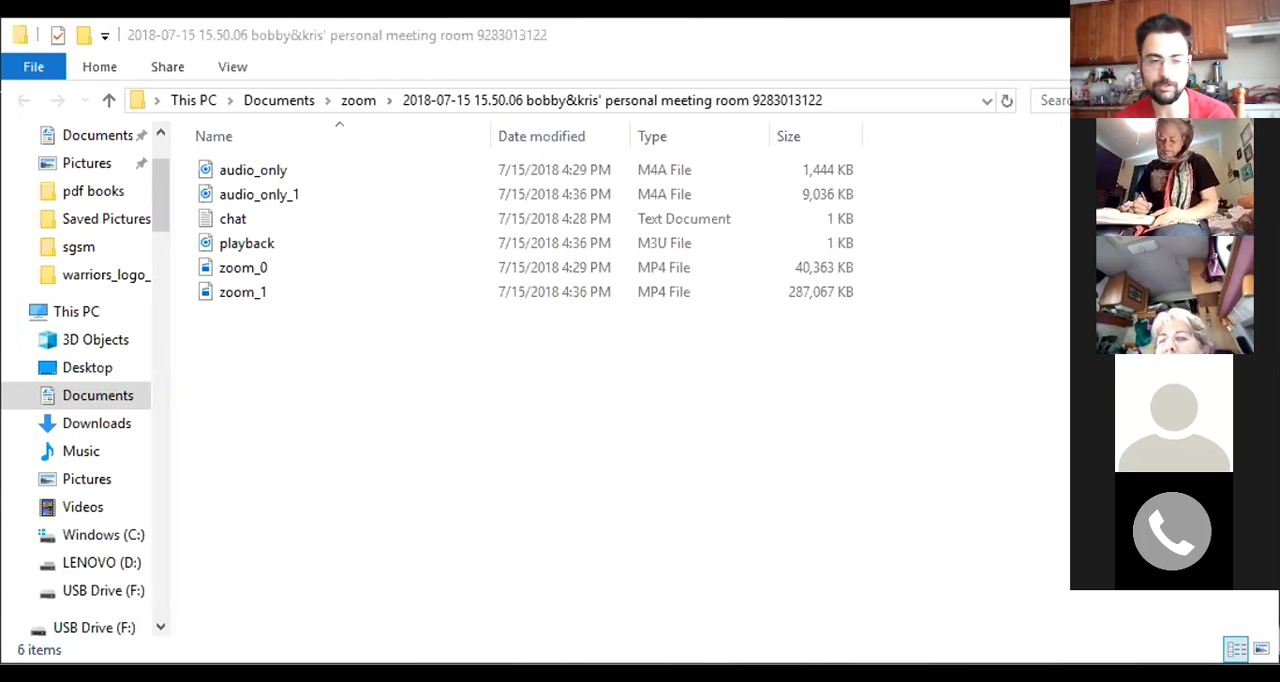 2018-07-15 15.50.06 bobby&kris' personal meeting room 9283013122
File Home Share View
This PC Documents zoom 2018-07-15 15.50.06 bobby&kris' personal meeting room 9283013122
Sear
Name Date modified Type Size
audio_only 7/15/2018 4:29 PM M4A File 1,444 KB
audio_only_1 7/15/2018 4:36 PM M4A File 9,036 KB
chat 7/15/2018 4:28 PM Text Document 1 KB
playback 7/15/2018 4:36 PM M3U File 1 KB
zoom_0 7/15/2018 4:29 PM MP4 File 40,363 KB
zoom_1 7/15/2018 4:36 PM MP4 File 287,067 KB
Documents
Pictures
pdf books
Saved Pictures
sgsm
warriors_logo_
This PC
3D Objects
Desktop
Documents
Downloads
Music
Pictures
Videos
Windows (C:)
LENOVO (D:)
USB Drive (F:)
USB Drive (F:)
6 items